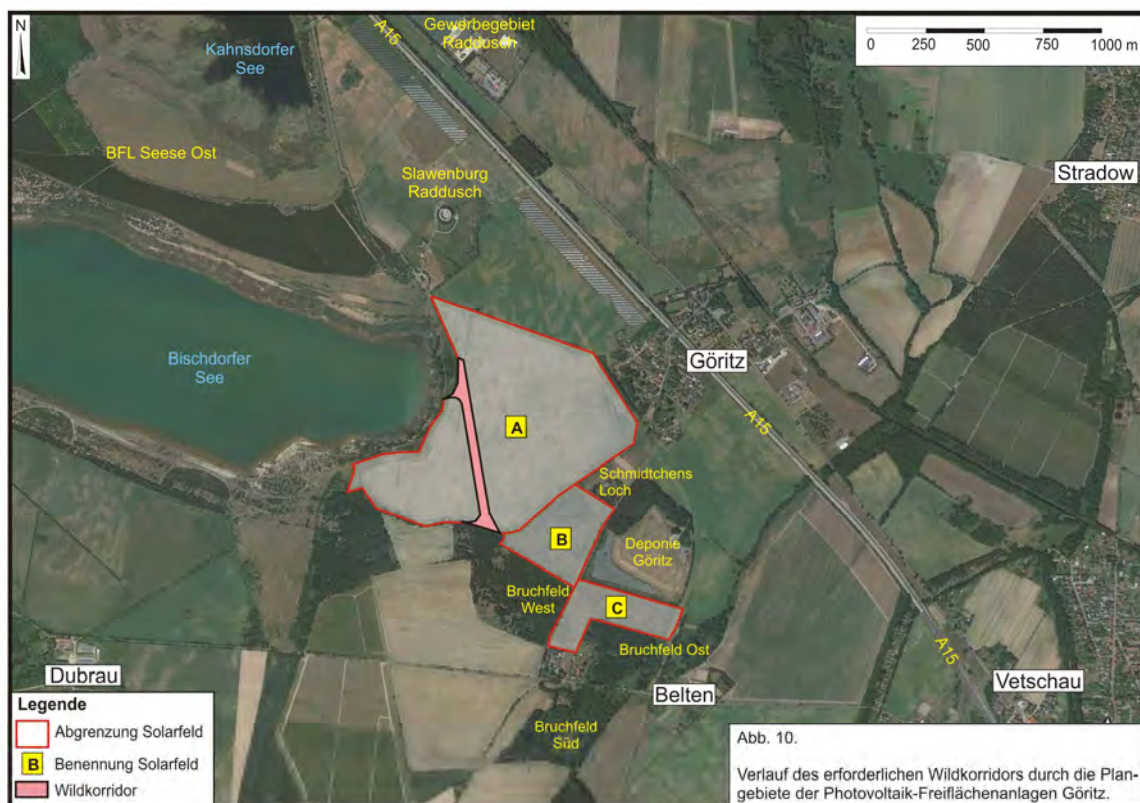 N
A15
Gewerbegebiet
Raddusch
Kahnsdorfer
See
0 250 500 750 1000 m
BFL Seese Ost
Slawenburg
Raddusch
Stradow
Bischdorfer
See
Göritz
A
A15
Schmidtchens
Loch
B
Deponie
Göritz
Bruchfeld
West
C
Bruchfeld Ost
A15
Dubrau
Belten
Vetschau
Bruchfeld
Süd
Legende
Abgrenzung Solarfeld
B Benennung Solarfeld
Wildkorridor
Abb. 10.
Verlauf des erforderlichen Wildkorridors durch die Plan-
gebiete der Photovoltaik-Freiflächenanlagen Göritz.